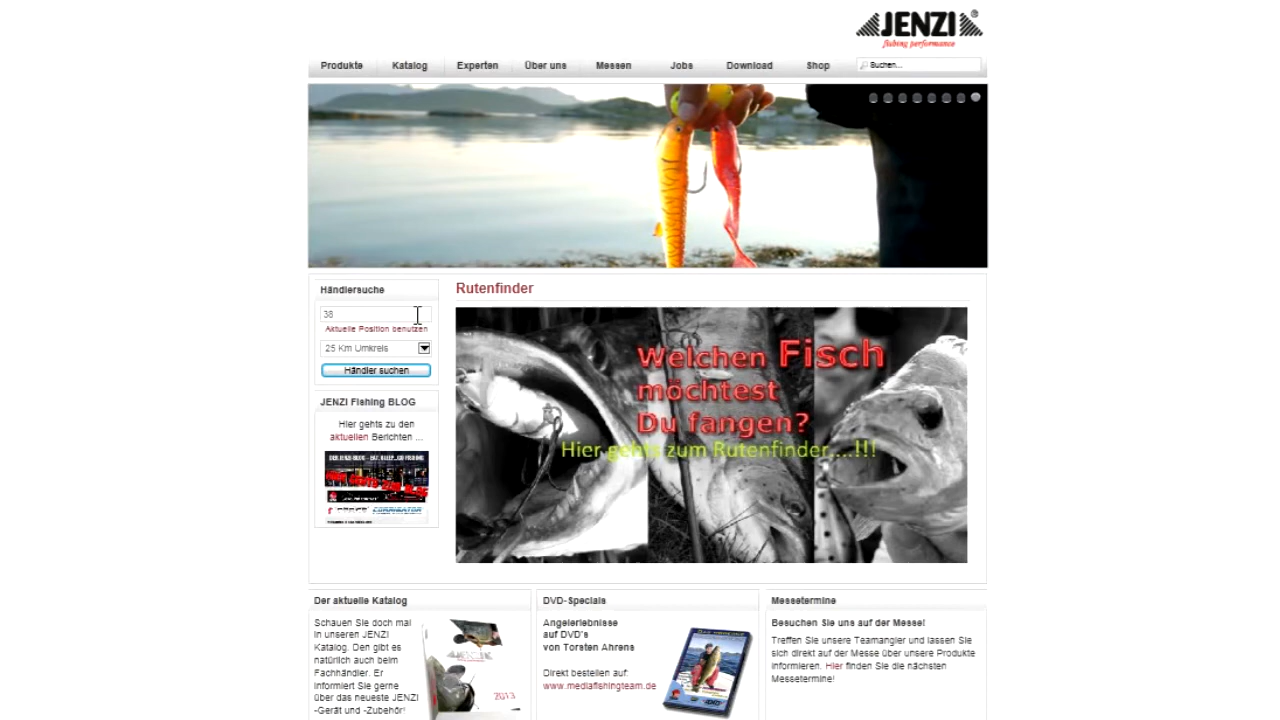 JENZI
fishing performance
Produkte Katalog Experten Über uns Messen Jobs Download Shop Suchen...
Händlersuche
38
Aktuelle Position benutzen
25 Km Umkreis
Händler suchen
JENZI Fishing BLOG
Hier gehts zu den
aktuellen Berichten ...
Rutenfinder
Welchen Fisch
möchtest
Du fangen?
Hier gehts zum Rutenfinder....!!!
Der aktuelle Katalog
Schauen Sie doch mal
in unseren JENZI
Katalog. Den gibt es
natürlich auch beim
Fachhändler. Er
informiert Sie gerne
über das neueste JENZI
-Gerät und -Zubehör!
2013
DVD-Specials
Angelerlebnisse
auf DVD's
von Torsten Ahrens
Direkt bestellen auf:
www.mediafishingteam.de
Messetermine
Besuchen Sie uns auf der Messe!
Treffen Sie unsere Teamangler und lassen Sie
sich direkt auf der Messe über unsere Produkte
informieren. Hier finden Sie die nächsten
Messetermine!